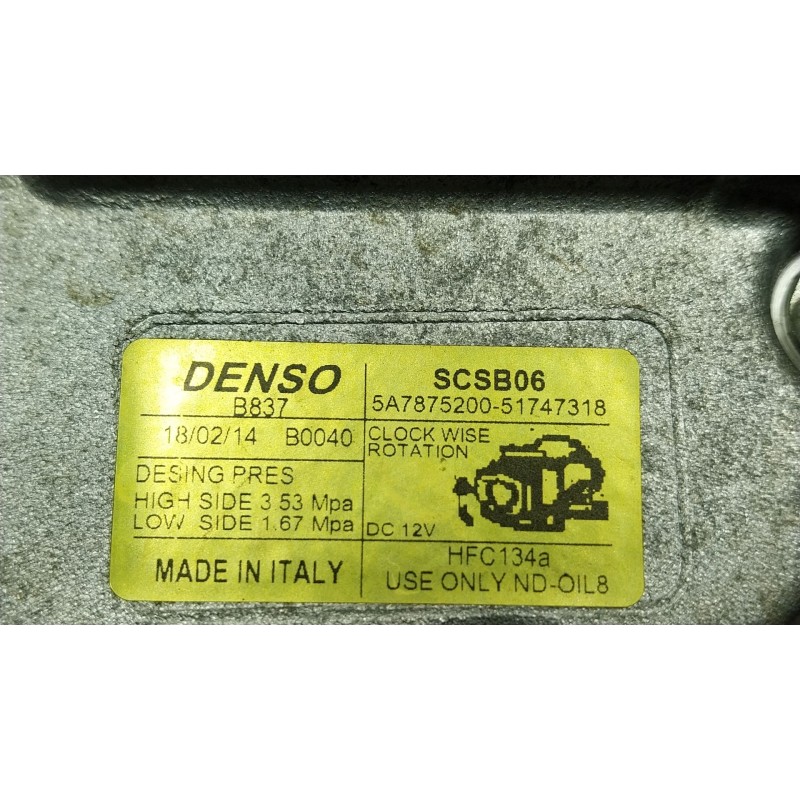 DENSO
B837
18/02/14 B0040
DESING PRES
HIGH SIDE 3.53 Mpa
LOW SIDE 1.67 Mpa
MADE IN ITALY
SCSB06
5A7875200-51747318
CLOCK WISE
ROTATION
DC 12V
HFC134a
USE ONLY ND-OIL8